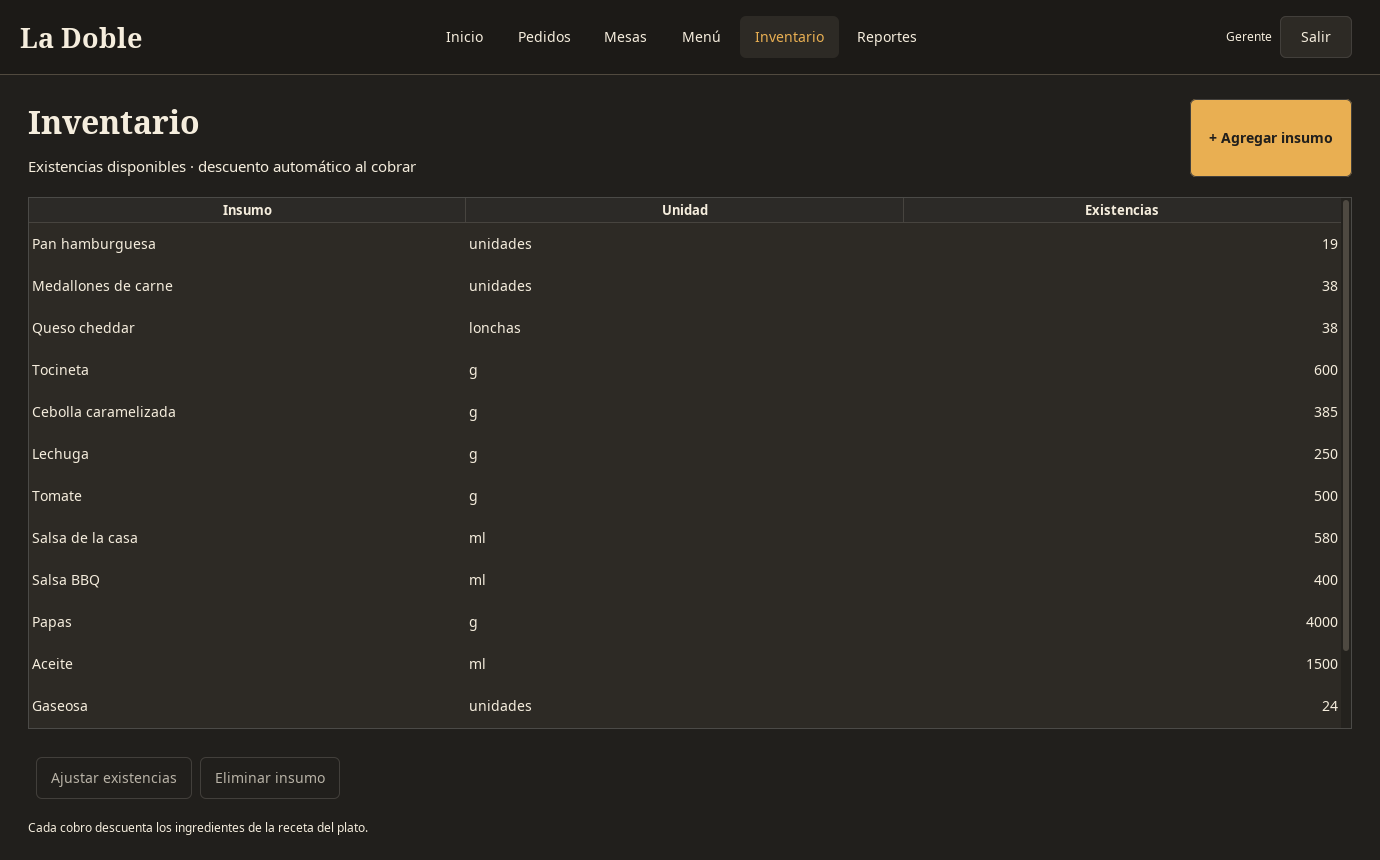 La Doble
Inicio Pedidos Mesas Menú Inventario Reportes Gerente Salir
Inventario
+ Agregar insumo
Existencias disponibles · descuento automático al cobrar
Insumo Unidad Existencias
Pan hamburguesa unidades 19
Medallones de carne unidades 38
Queso cheddar lonchas 38
Tocineta g 600
Cebolla caramelizada g 385
Lechuga g 250
Tomate g 500
Salsa de la casa ml 580
Salsa BBQ ml 400
Papas g 4000
Aceite ml 1500
Gaseosa unidades 24
Ajustar existencias Eliminar insumo
Cada cobro descuenta los ingredientes de la receta del plato.